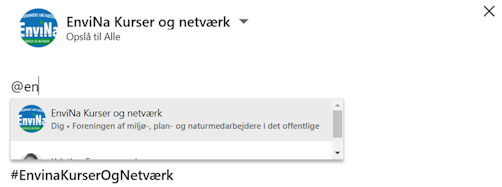 EnviNa Kurser og netværk
Opslå til Alle
@en
EnviNa Kurser og netværk
Dig • Foreningen af miljø-, plan- og naturmedarbejdere i det offentlige
#EnvinaKurserOgNetværk